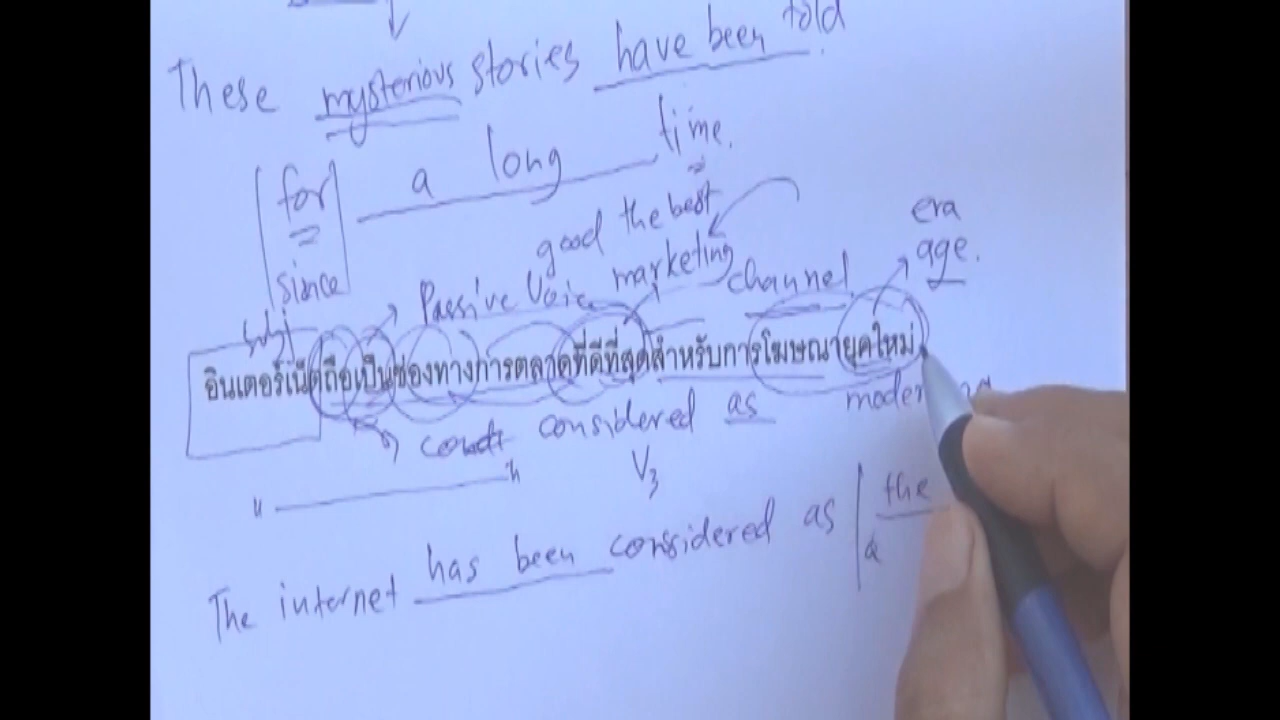 These mysterious stories have been told
for a long time.
since
good the best
era
age.
Passive Voice marketing channel
subj
อินเตอร์เน็ตถือเป็นช่องทางการตลาดที่ดีที่สุดสำหรับการโฆษณายุคใหม่
considered as
V3
The internet has been considered as the
a